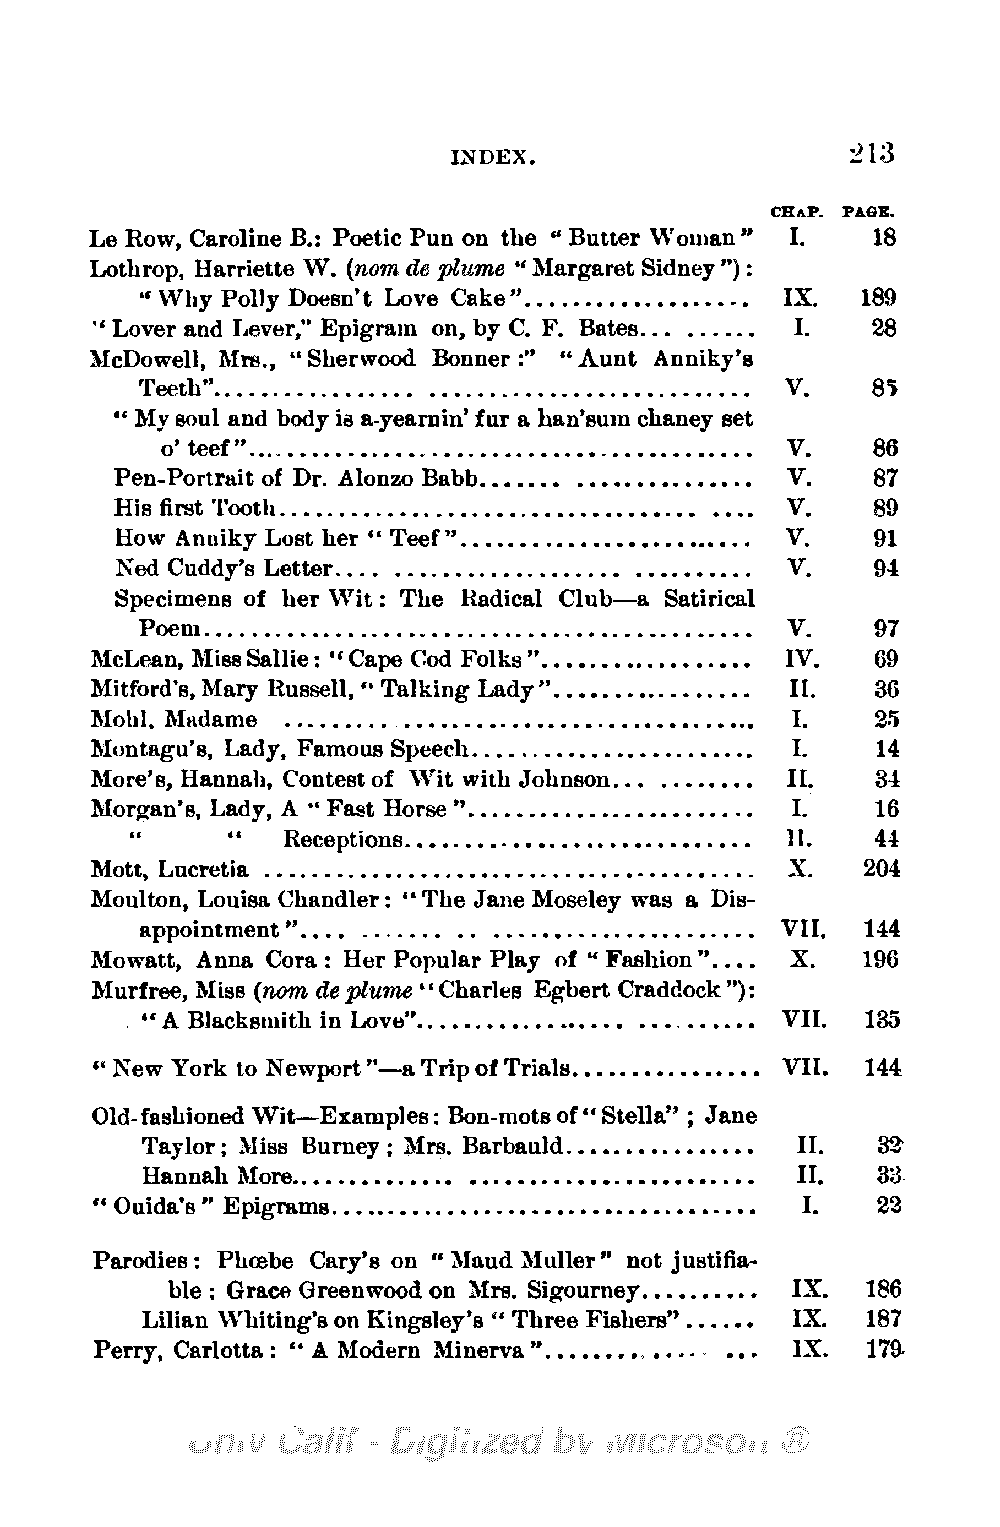 INDEX. 213
CHAP. PAGE.
Le Row, Caroline B.: Poetic Pun on the “Butter Woman” I. 18
Lothrop, Harriette W. (nom de plume “Margaret Sidney”):
“Why Polly Doesn't Love Cake”.................... IX. 189
“Lover and Lever,” Epigram on, by C. F. Bates... ...... I. 28
McDowell, Mrs., “Sherwood Bonner:” “Aunt Anniky's
Teeth”................. ........................... V. 85
“My soul and body is a-yearnin' fur a han'sum chaney set
o' teef”.......................................... V. 86
Pen-Portrait of Dr. Alonzo Babb....... ............... V. 87
His first Tooth................................... .... V. 89
How Anniky Lost her “Teef”........................ V. 91
Ned Cuddy's Letter.... ................... .......... V. 94
Specimens of her Wit: The Radical Club—a Satirical
Poem.............................................. V. 97
McLean, Miss Sallie: “Cape Cod Folks”.................. IV. 69
Mitford's, Mary Russell, “Talking Lady”................. II. 36
Mohl, Madame ....................................... I. 25
Montagu's, Lady, Famous Speech........................ I. 14
More's, Hannah, Contest of Wit with Johnson... ........ II. 34
Morgan's, Lady, A “Fast Horse”........................ I. 16
“ “ Receptions............................. II. 44
Mott, Lucretia ......................................... X. 204
Moulton, Louisa Chandler: “The Jane Moseley was a Dis-
appointment”.... ....... .. ...................... VII. 144
Mowatt, Anna Cora: Her Popular Play of “Fashion”.... X. 196
Murfree, Miss (nom de plume “Charles Egbert Craddock”):
“A Blacksmith in Love”.................. .......... VII. 135
“New York to Newport”—a Trip of Trials................ VII. 144
Old-fashioned Wit—Examples: Bon-mots of “Stella”; Jane
Taylor; Miss Burney; Mrs. Barbauld................ II. 32
Hannah More.............. ........................ II. 33
“Ouida's” Epigrams.................................... I. 23
Parodies: Phœbe Cary's on “Maud Muller” not justifia-
ble; Grace Greenwood on Mrs. Sigourney.......... IX. 186
Lilian Whiting's on Kingsley's “Three Fishers”...... IX. 187
Perry, Carlotta: “A Modern Minerva”.............. ... IX. 179
Univ Calif - Digitized by Microsoft ®